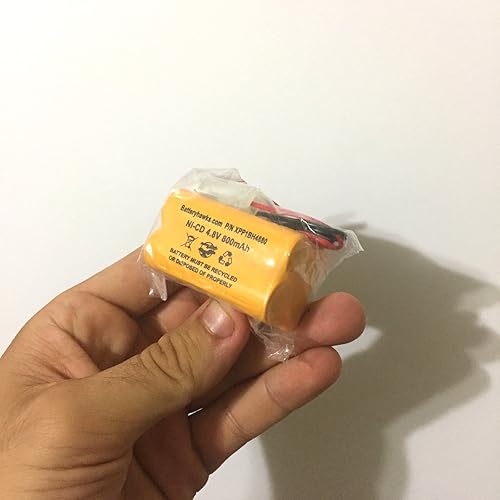 Batteryhawks.com P/N XPP1BH4880
NI-CD 4.8V 800mAh
BATTERY MUST BE RECYCLED
OR DISPOSED OF PROPERLY